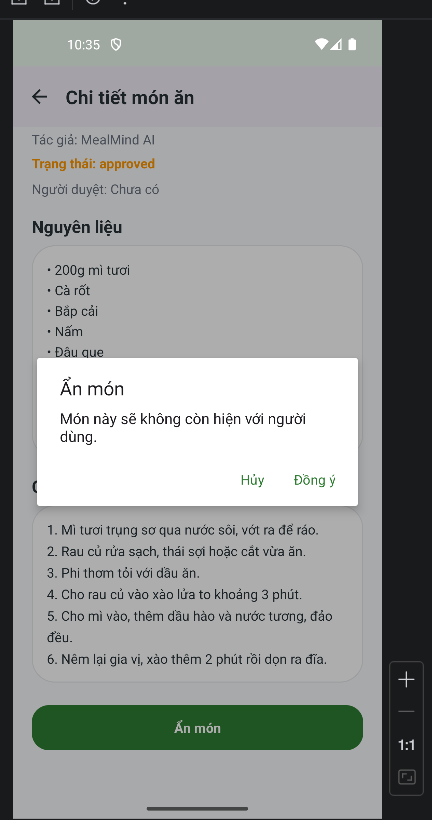 10:35
Chi tiết món ăn
Tác giả: MealMind AI
Trạng thái: approved
Người duyệt: Chưa có
Nguyên liệu
• 200g mì tươi
• Cà rốt
• Bắp cải
• Nấm
• Đậu que
Ẩn món
Món này sẽ không còn hiện với người
dùng.
Hủy
Đồng ý
1. Mì tươi trụng sơ qua nước sôi, vớt ra để ráo.
2. Rau củ rửa sạch, thái sợi hoặc cắt vừa ăn.
3. Phi thơm tỏi với dầu ăn.
4. Cho rau củ vào xào lửa to khoảng 3 phút.
5. Cho mì vào, thêm dầu hào và nước tương, đảo
đều.
6. Nêm lại gia vị, xào thêm 2 phút rồi dọn ra đĩa.
Ẩn món
1:1